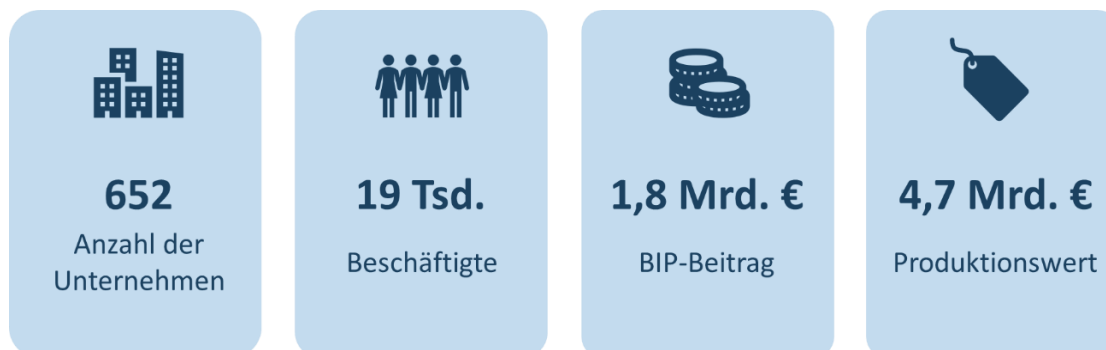 652
Anzahl der
Unternehmen
19 Tsd.
Beschäftigte
1,8 Mrd. €
BIP-Beitrag
4,7 Mrd. €
Produktionswert